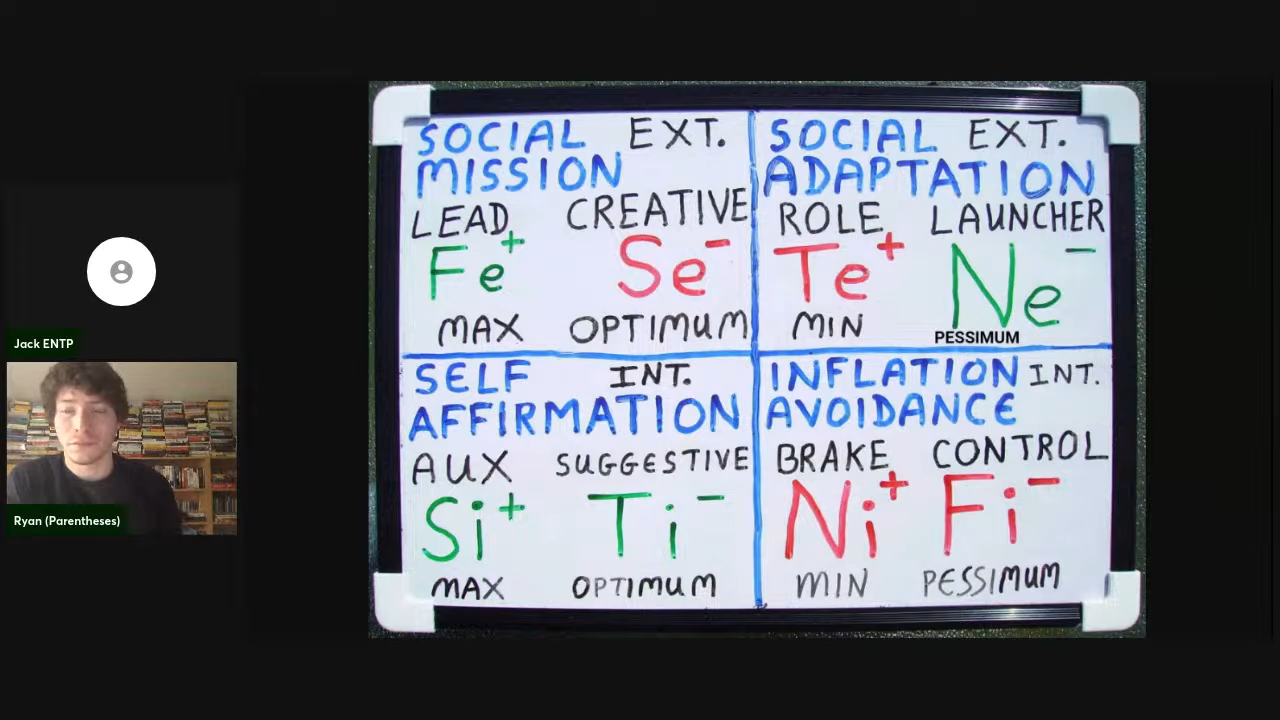 SOCIAL EXT.
MISSION
LEAD CREATIVE
Fe+ Se-
MAX OPTIMUM
SOCIAL EXT.
ADAPTATION
ROLE LAUNCHER
Te+ Ne-
MIN PESSIMUM
SELF INT.
AFFIRMATION
AUX SUGGESTIVE
Si+ Ti-
MAX OPTIMUM
INFLATION INT.
AVOIDANCE
BRAKE CONTROL
Ni+ Fi-
MIN PESSIMUM
Jack ENTP
Ryan (Parentheses)